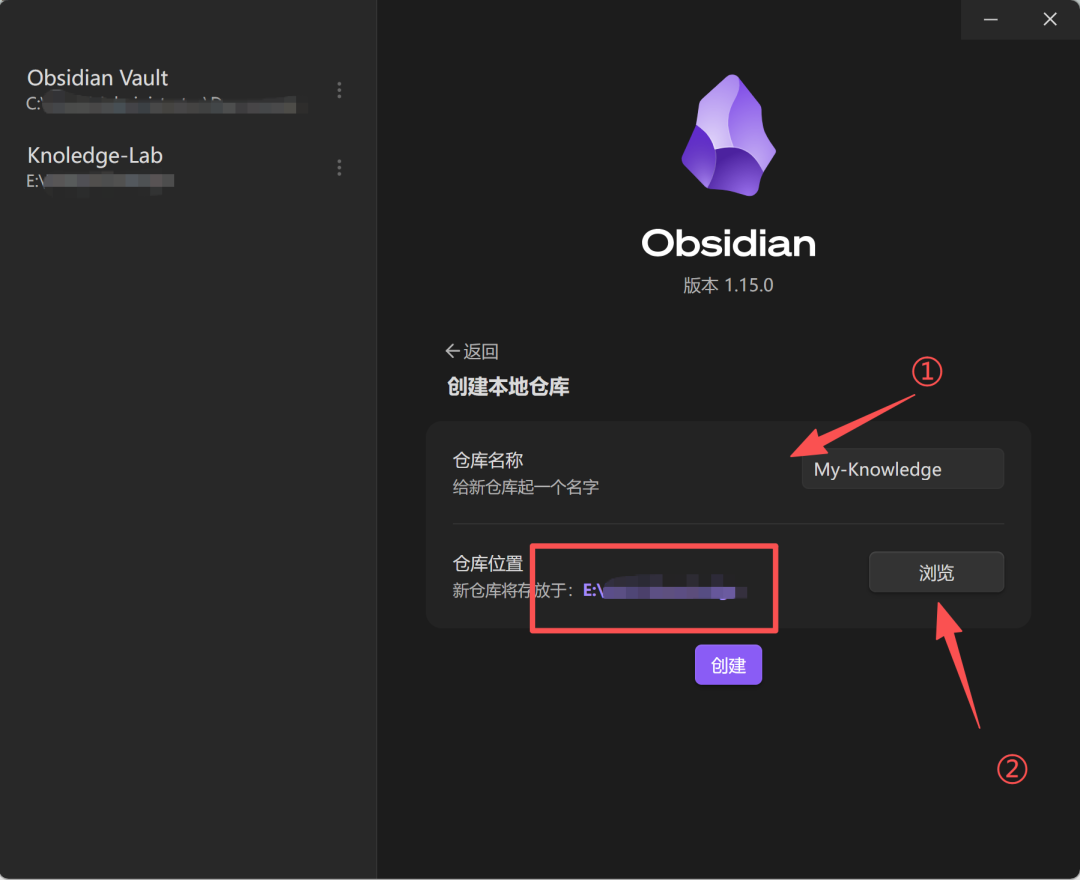 Obsidian Vault
C:\
Knoledge-Lab
E:\
Obsidian
版本 1.15.0
←返回
创建本地仓库
①
仓库名称
My-Knowledge
给新仓库起一个名字
仓库位置
浏览
新仓库将存放于: E:\
创建
②